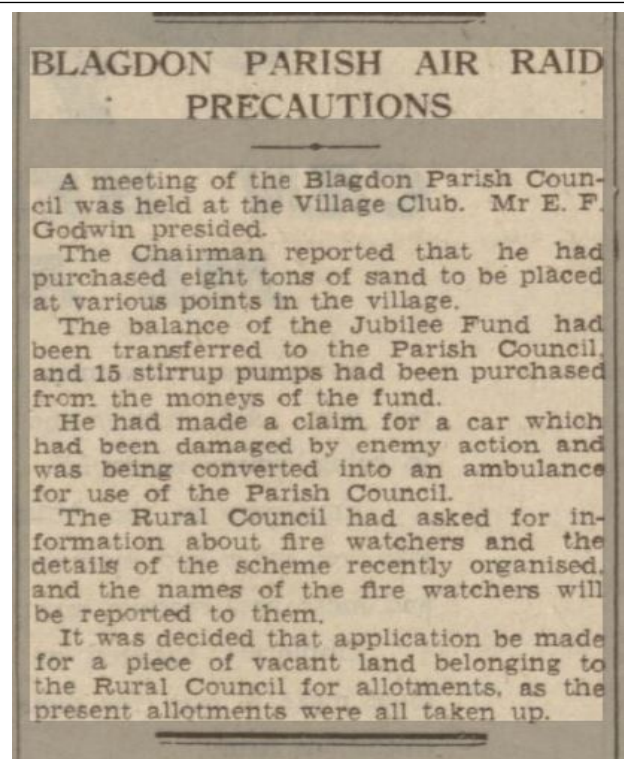 BLAGDON PARISH AIR RAID
PRECAUTIONS
A meeting of the Blagdon Parish Coun-
cil was held at the Village Club. Mr E. F.
Godwin presided.
The Chairman reported that he had
purchased eight tons of sand to be placed
at various points in the village.
The balance of the Jubilee Fund had
been transferred to the Parish Council,
and 15 stirrup pumps had been purchased
from the moneys of the fund.
He had made a claim for a car which
had been damaged by enemy action and
was being converted into an ambulance
for use of the Parish Council.
The Rural Council had asked for in-
formation about fire watchers and the
details of the scheme recently organised,
and the names of the fire watchers will
be reported to them.
It was decided that application be made
for a piece of vacant land belonging to
the Rural Council for allotments, as the
present allotments were all taken up.